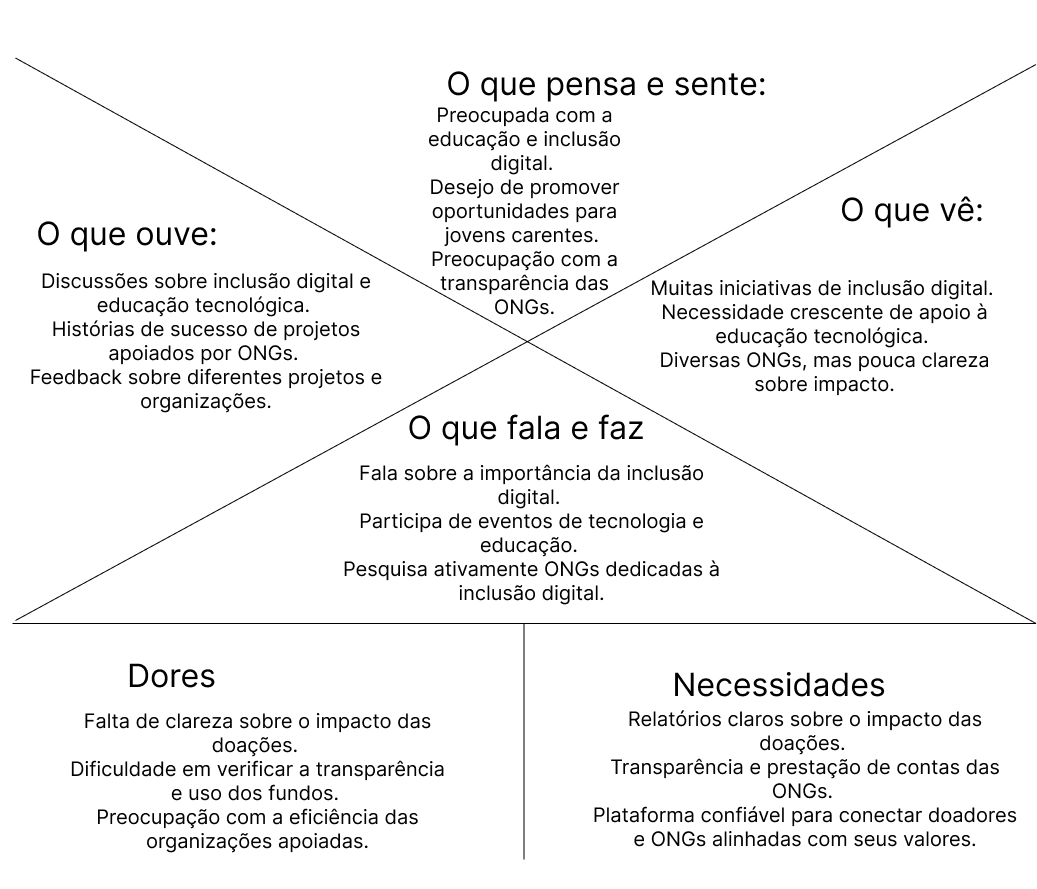 O que pensa e sente:
Preocupada com a
educação e inclusão
digital.
Desejo de promover
oportunidades para
jovens carentes.
Preocupação com a
transparência das
ONGs.
O que ouve:
Discussões sobre inclusão digital e
educação tecnológica.
Histórias de sucesso de projetos
apoiados por ONGs.
Feedback sobre diferentes projetos e
organizações.
O que vê:
Muitas iniciativas de inclusão digital.
Necessidade crescente de apoio à
educação tecnológica.
Diversas ONGs, mas pouca clareza
sobre impacto.
O que fala e faz
Fala sobre a importância da inclusão
digital.
Participa de eventos de tecnologia e
educação.
Pesquisa ativamente ONGs dedicadas à
inclusão digital.
Dores
Falta de clareza sobre o impacto das
doações.
Dificuldade em verificar a transparência
e uso dos fundos.
Preocupação com a eficiência das
organizações apoiadas.
Necessidades
Relatórios claros sobre o impacto das
doações.
Transparência e prestação de contas das
ONGs.
Plataforma confiável para conectar doadores
e ONGs alinhadas com seus valores.